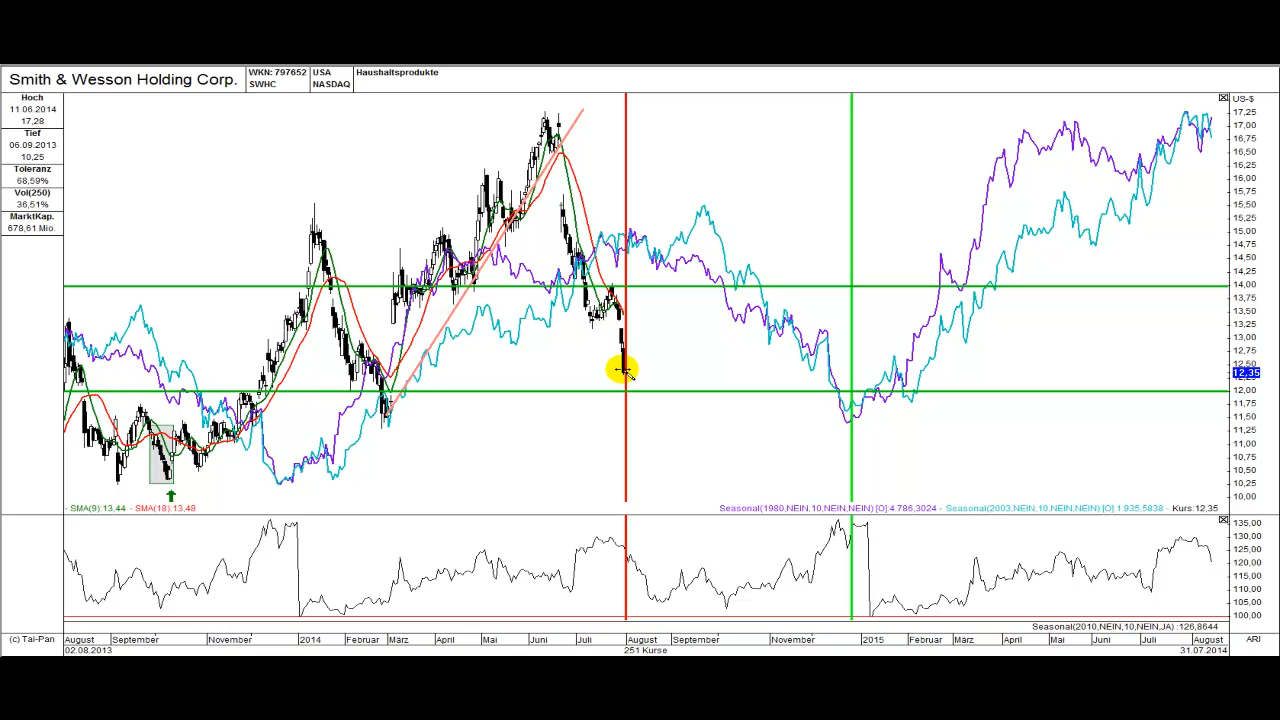 Smith & Wesson Holding Corp.
WKN: 797652
SWHC
USA
NASDAQ
Haushaltsprodukte
Hoch
11.06.2014
17,28
Tief
06.09.2013
10,25
Toleranz
68,59%
Vol(250)
36,51%
MarktKap.
678,61 Mio.
US-$
17,25
17,00
16,75
16,50
16,25
16,00
15,75
15,50
15,25
15,00
14,75
14,50
14,25
14,00
13,75
13,50
13,25
13,00
12,75
12,50
12,35
12,00
11,75
11,50
11,25
11,00
10,75
10,50
10,25
10,00
- SMA(9):13,44 - SMA(18):13,48
Seasonal(1980,NEIN,10,NEIN,NEIN) [O]:4.786,3024 - Seasonal(2003,NEIN,10,NEIN,NEIN) [O]:1.935,5838 - Kurs:12,35
135,00
130,00
125,00
120,00
115,00
110,00
105,00
100,00
Seasonal(2010,NEIN,10,NEIN,JA) :126,8644
(c) Tai-Pan
August September November 2014 Februar März April Mai Juni Juli August September November 2015 Februar März April Mai Juni Juli August
ARI
02.08.2013 251 Kurse 31.07.2014